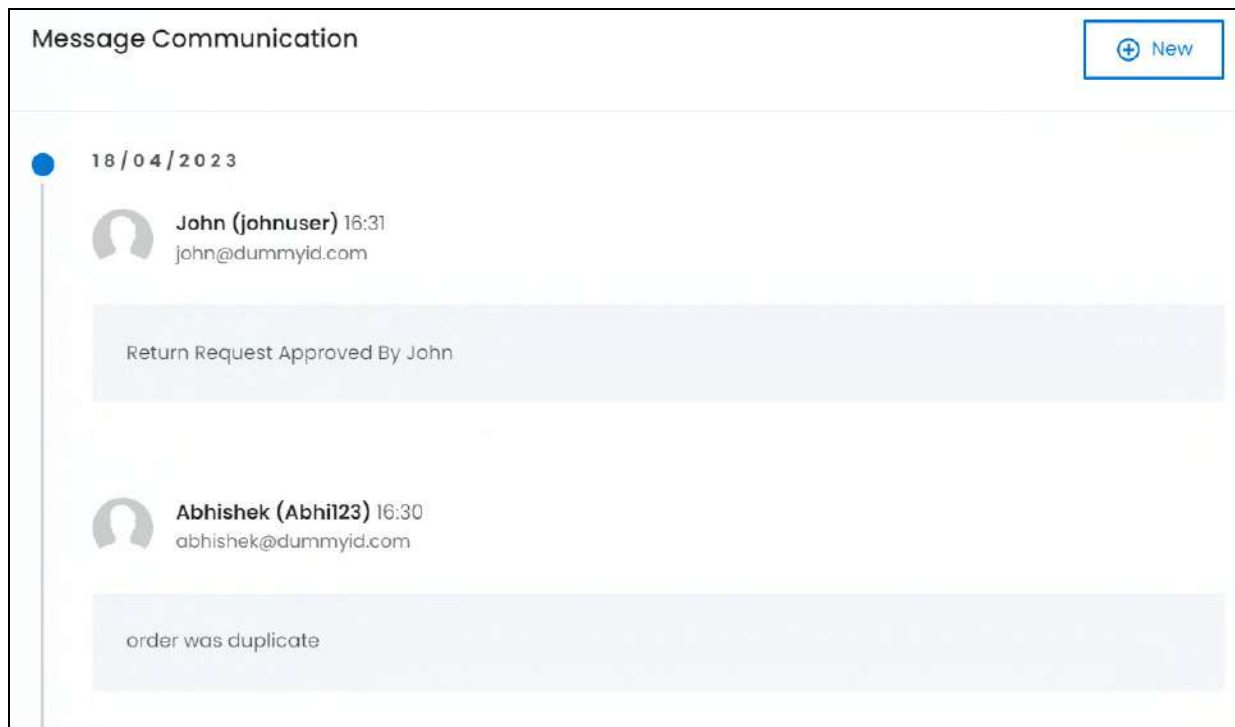 Message Communication
New
18/04/2023
John (johnuser) 16:31
john@dummyid.com
Return Request Approved By John
Abhishek (Abhi123) 16:30
abhishek@dummyid.com
order was duplicate